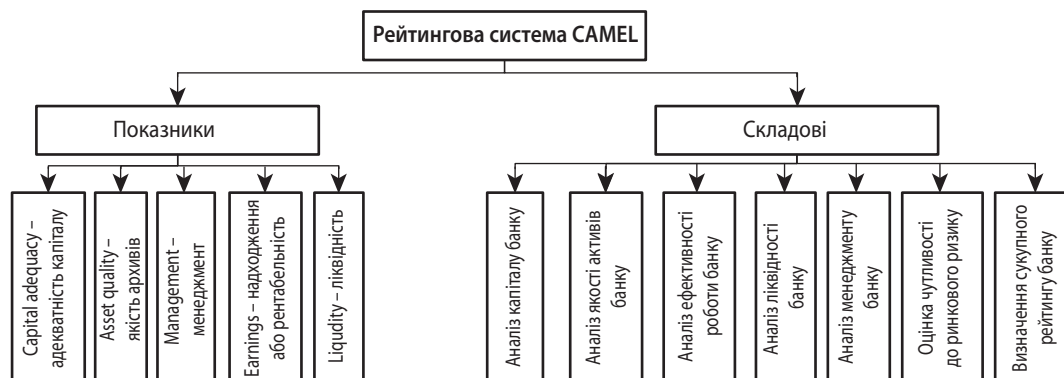 Рейтингова система CAMEL
Показники
Складові
Capital adequacy –
адекватність капіталу
Asset quality –
якість архивів
Management –
менеджмент
Earnings – надходження
або рентабельність
Liqudity – ліквідність
Аналіз капіталу банку
Аналіз якості активів
банку
Аналіз ефективності
роботи банку
Аналіз ліквідності
банку
Аналіз менеджменту
банку
Оцінка чутливості
до ринкового ризику
Визначення сукупного
рейтингу банку